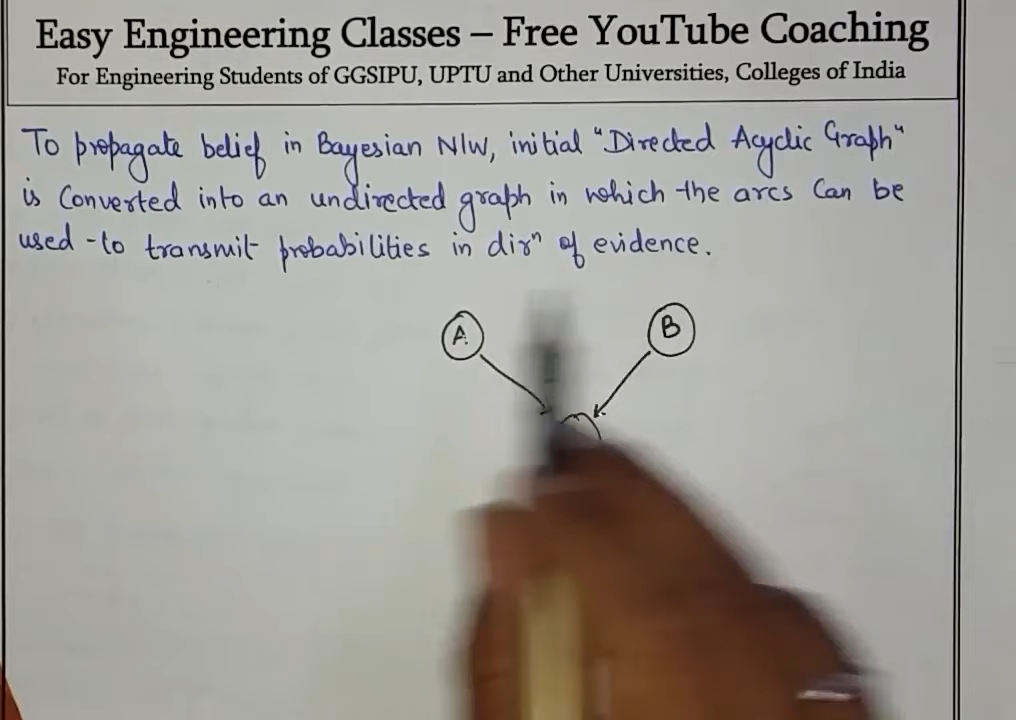 Easy Engineering Classes – Free YouTube Coaching
For Engineering Students of GGSIPU, UPTU and Other Universities, Colleges of India
To propagate belief in Bayesian N/W, initial "Directed Acyclic Graph"
is Converted into an undirected graph in which the arcs Can be
used to transmit probabilities in dirⁿ of evidence.
A B